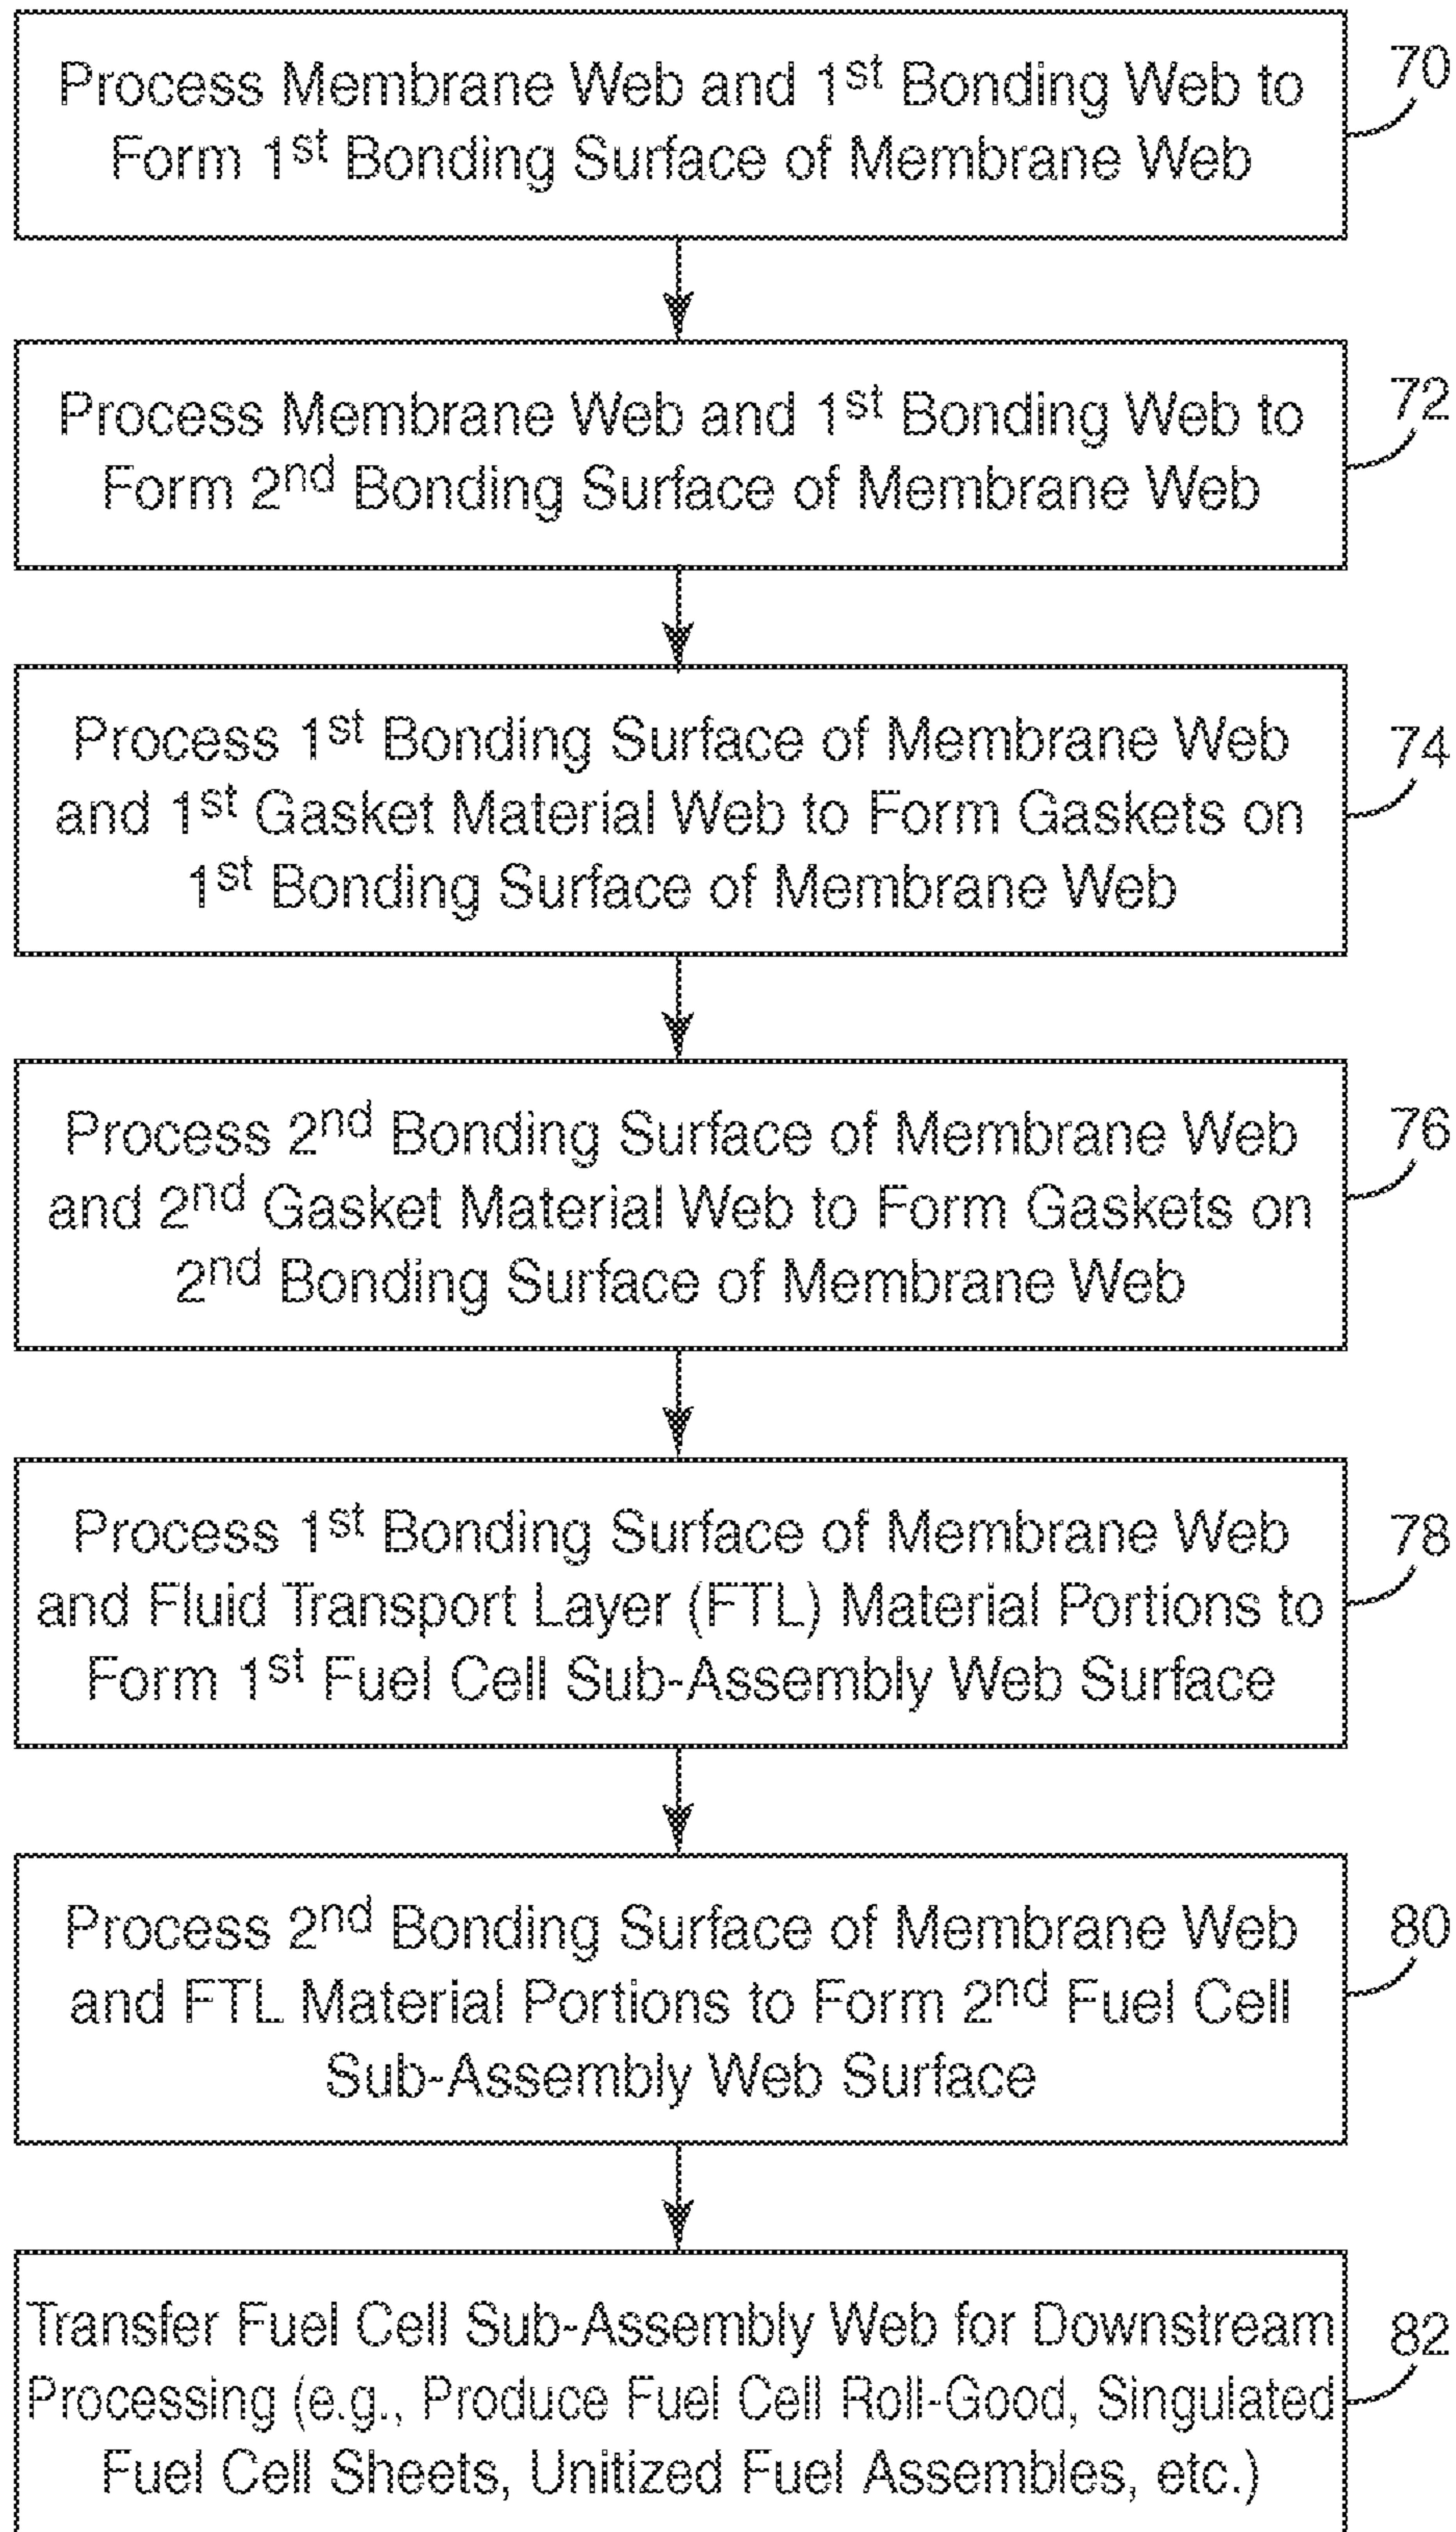 Process Membrane Web and 1st Bonding Web to
Form 1st Bonding Surface of Membrane Web
70
Process Membrane Web and 1st Bonding Web to
Form 2nd Bonding Surface of Membrane Web
72
Process 1st Bonding Surface of Membrane Web
and 1st Gasket Material Web to Form Gaskets on
1st Bonding Surface of Membrane Web
74
Process 2nd Bonding Surface of Membrane Web
and 2nd Gasket Material Web to Form Gaskets on
2nd Bonding Surface of Membrane Web
76
Process 1st Bonding Surface of Membrane Web
and Fluid Transport Layer (FTL) Material Portions to
Form 1st Fuel Cell Sub-Assembly Web Surface
78
Process 2nd Bonding Surface of Membrane Web
and FTL Material Portions to Form 2nd Fuel Cell
Sub-Assembly Web Surface
80
Transfer Fuel Cell Sub-Assembly Web for Downstream
Processing (e.g., Produce Fuel Cell Roll-Good, Singulated
Fuel Cell Sheets, Unitized Fuel Assembles, etc.)
82